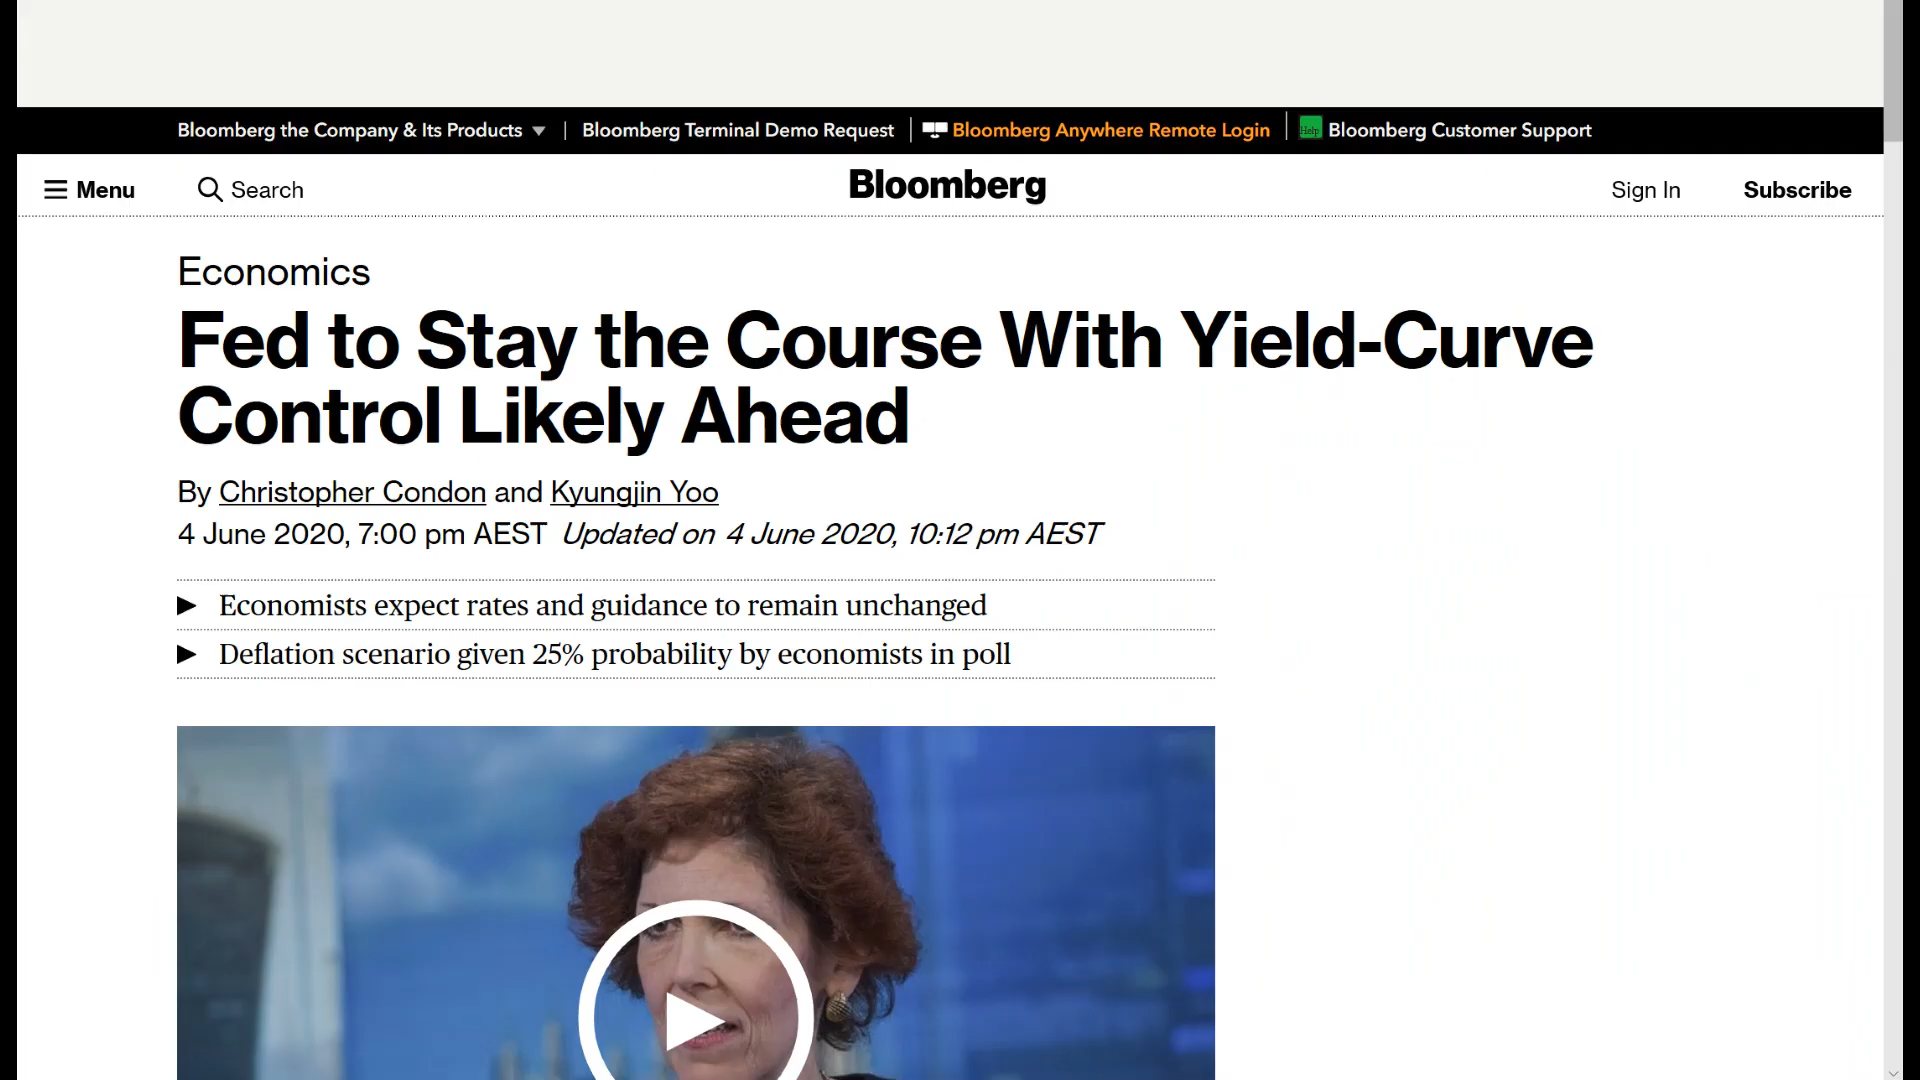 Bloomberg the Company & Its Products ▼ | Bloomberg Terminal Demo Request | Bloomberg Anywhere Remote Login | Help Bloomberg Customer Support
Menu Search Bloomberg Sign In Subscribe
Economics
Fed to Stay the Course With Yield-Curve
Control Likely Ahead
By Christopher Condon and Kyungjin Yoo
4 June 2020, 7:00 pm AEST Updated on 4 June 2020, 10:12 pm AEST
Economists expect rates and guidance to remain unchanged
Deflation scenario given 25% probability by economists in poll